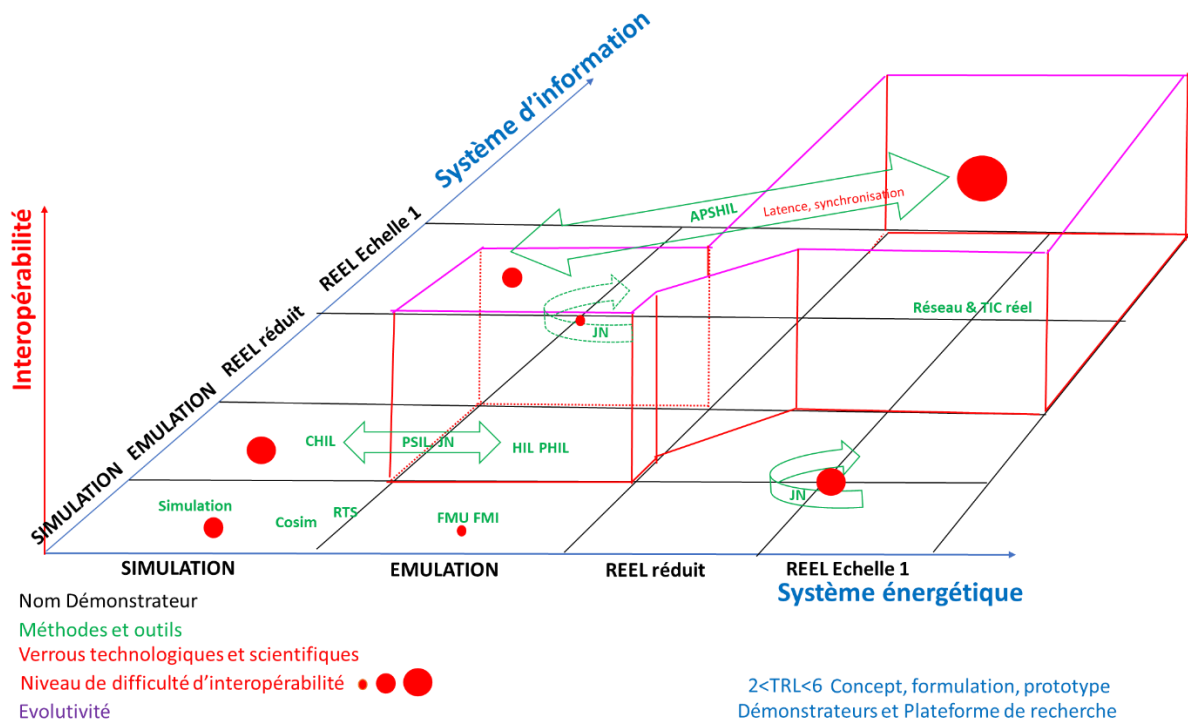 Système d'information
Interopérabilité
REEL Echelle 1
APSHIL
Latence, synchronisation
REEL réduit
Réseau & TIC réel
JN
EMULATION
CHIL
PSIL JN
HIL PHIL
SIMULATION
JN
Simulation
Cosim
RTS
FMU FMI
SIMULATION
EMULATION
REEL réduit
REEL Echelle 1
Système énergétique
Nom Démonstrateur
Méthodes et outils
Verrous technologiques et scientifiques
Niveau de difficulté d'interopérabilité
Evolutivité
2<TRL<6 Concept, formulation, prototype
Démonstrateurs et Plateforme de recherche